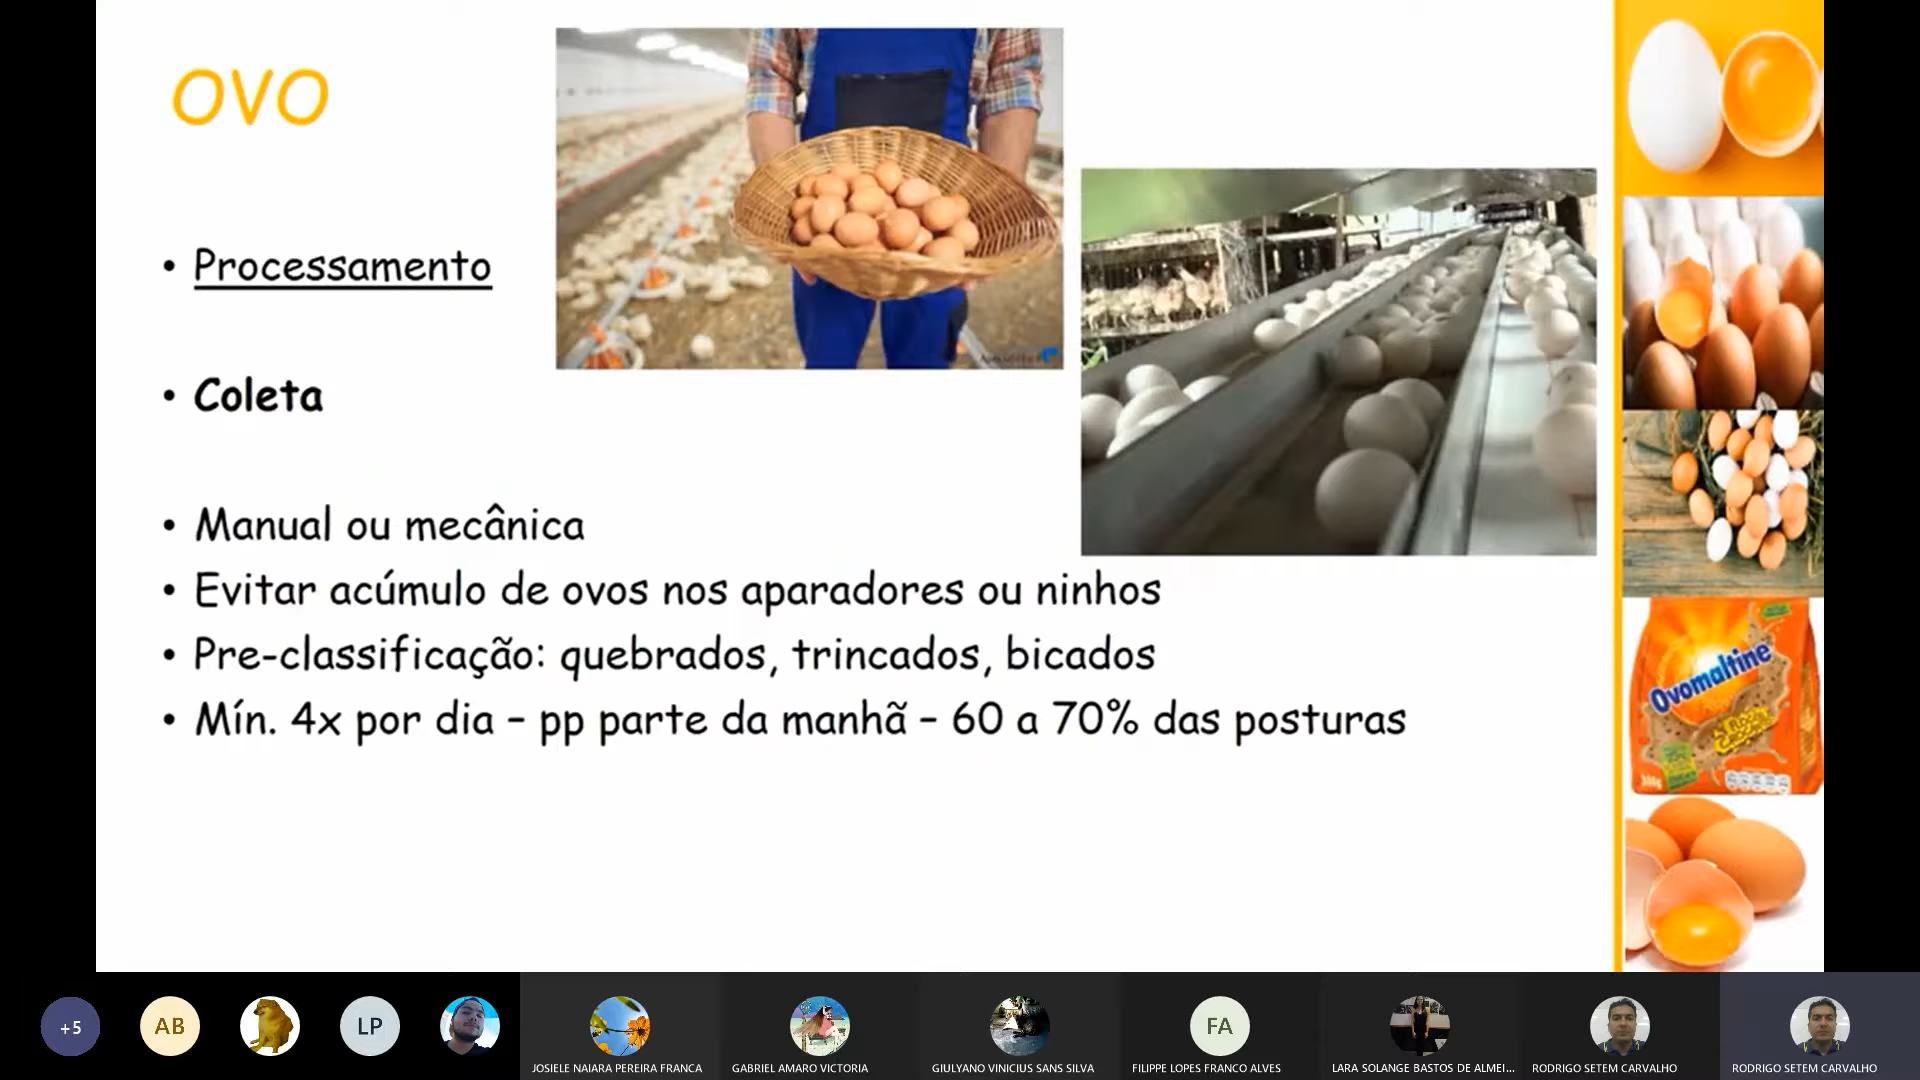 OVO
• Processamento
• Coleta
• Manual ou mecânica
• Evitar acúmulo de ovos nos aparadores ou ninhos
• Pre-classificação: quebrados, trincados, bicados
• Mín. 4x por dia – pp parte da manhã – 60 a 70% das posturas
Ovomaltine
+5
AB
LP
FA
JOSIELE NAIARA PEREIRA FRANCA
GABRIEL AMARO VICTORIA
GIULYANO VINICIUS SANS SILVA
FILIPPE LOPES FRANCO ALVES
LARA SOLANGE BASTOS DE ALMEI...
RODRIGO SETEM CARVALHO
RODRIGO SETEM CARVALHO